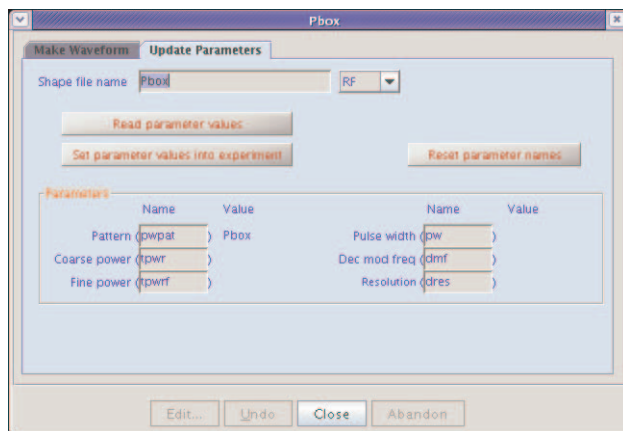 Pbox
Make Waveform Update Parameters
Shape file name Pbox RF
Read parameter values
Set parameter values into experiment Reset parameter names
Parameters
Name Value Name Value
Pattern (pwpat) Pbox Pulse width (pw)
Coarse power (tpwr) Dec mod freq (dmf)
Fine power (tpwrf) Resolution (dres)
Edit... Undo Close Abandon